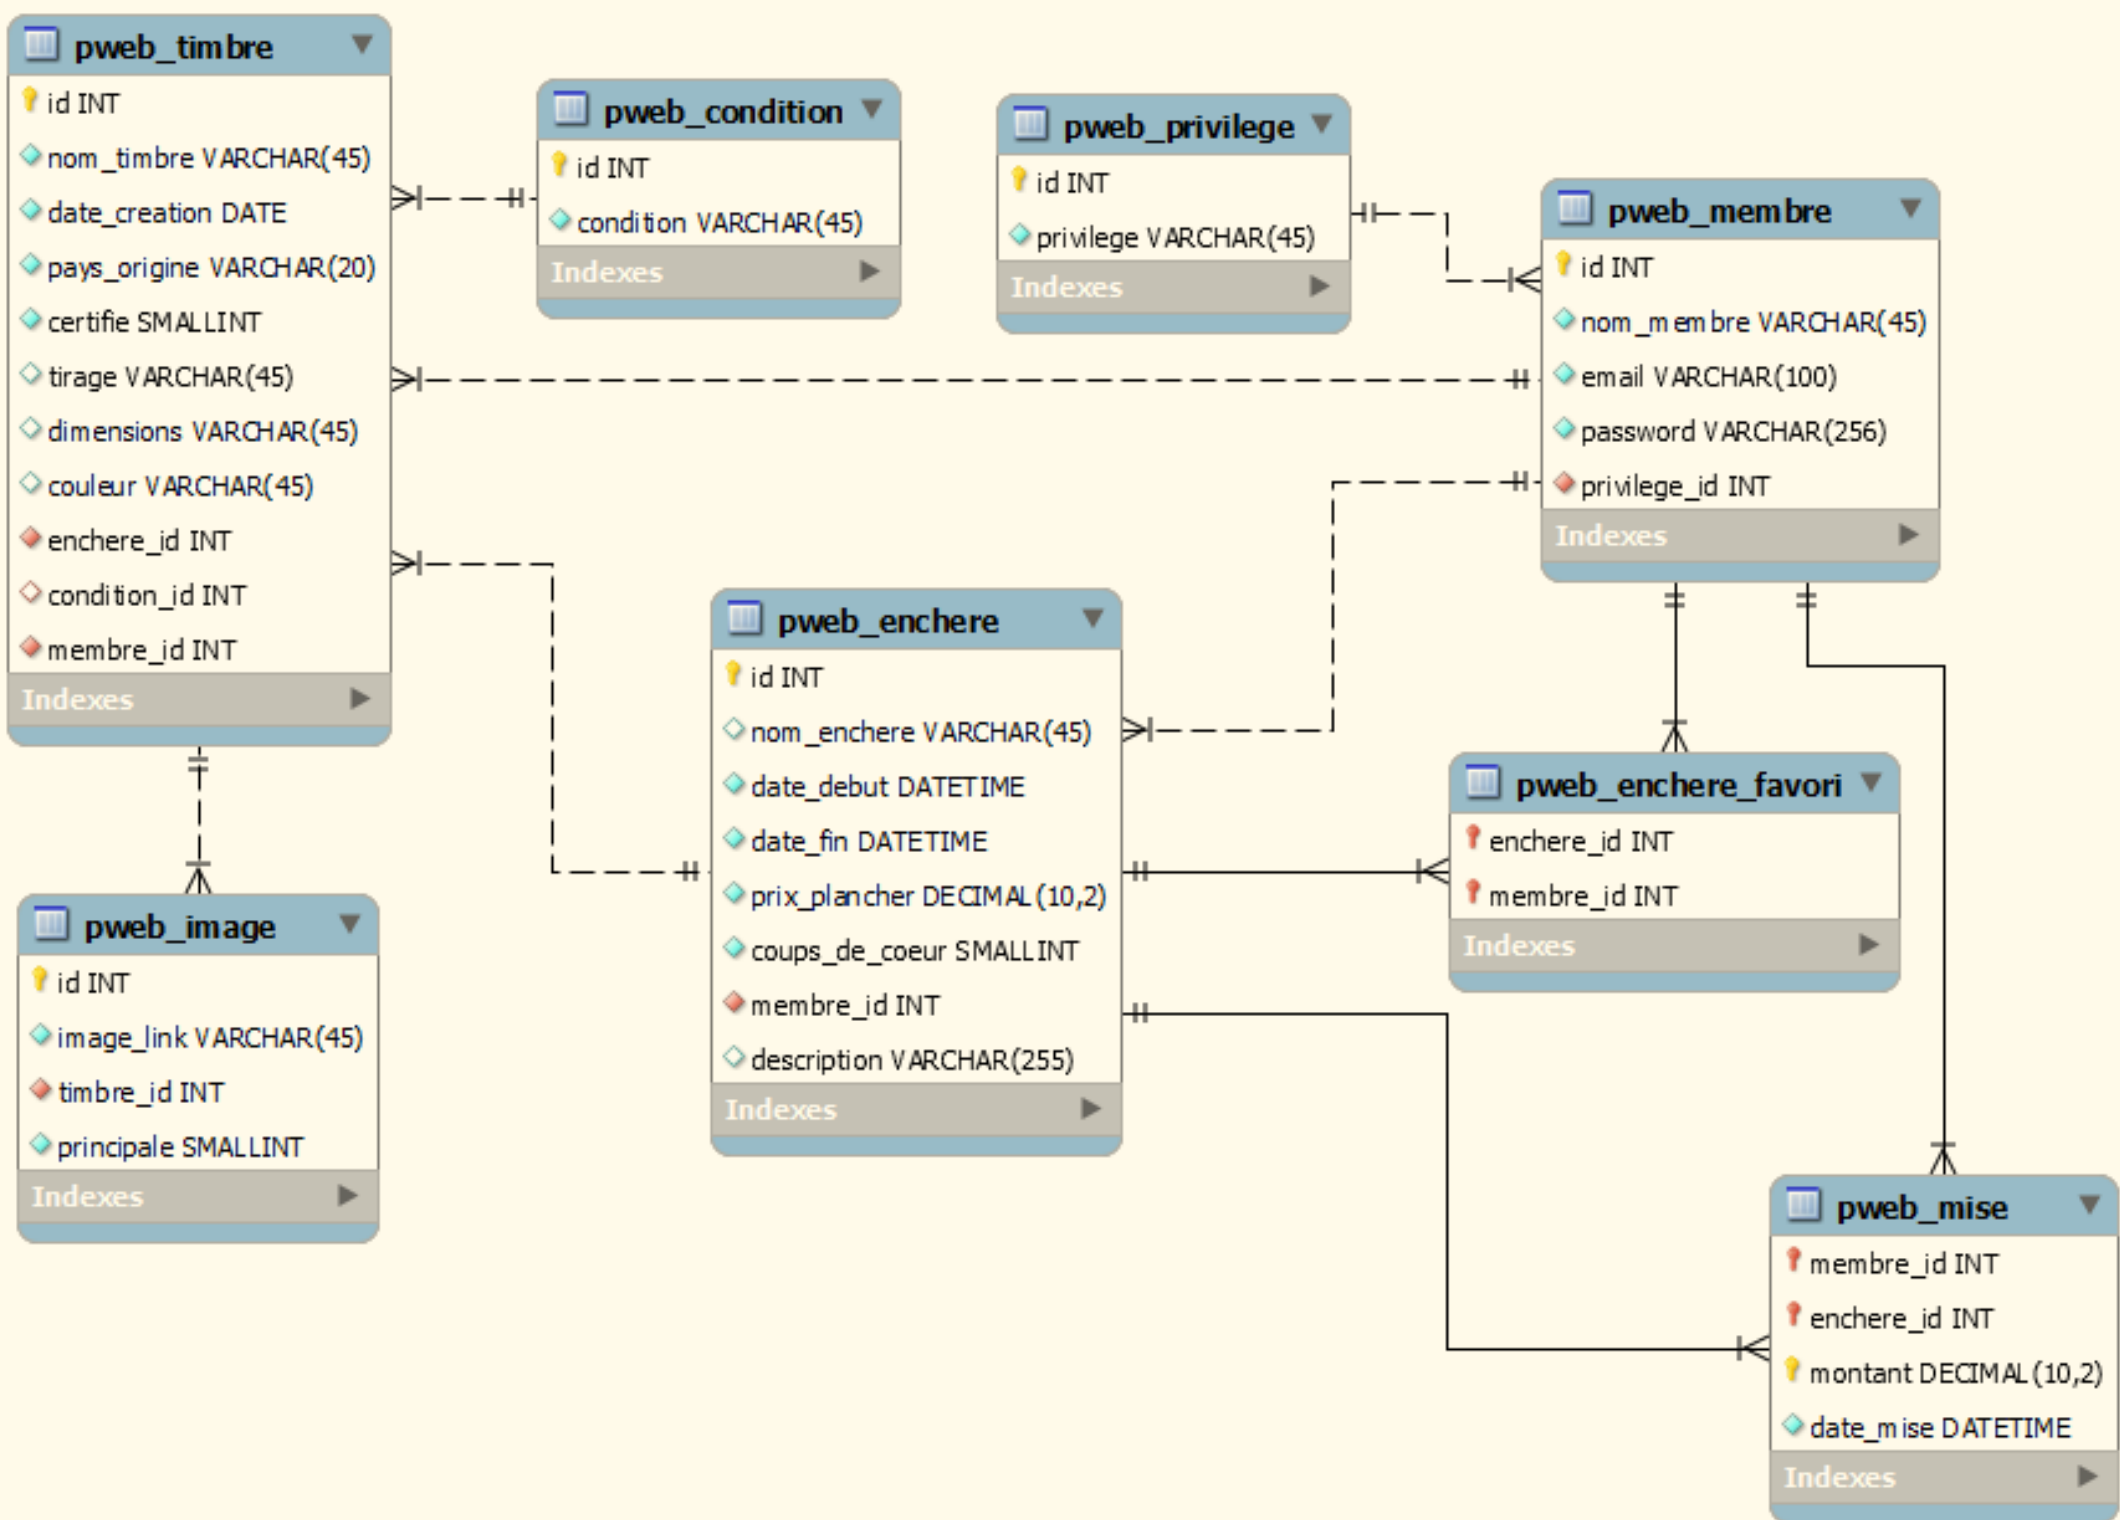 pweb_timbre
id INT
nom_timbre VARCHAR(45)
date_creation DATE
pays_origine VARCHAR(20)
certifie SMALLINT
tirage VARCHAR(45)
dimensions VARCHAR(45)
couleur VARCHAR(45)
enchere_id INT
condition_id INT
membre_id INT
Indexes
pweb_condition
id INT
condition VARCHAR(45)
Indexes
pweb_privilege
id INT
privilege VARCHAR(45)
Indexes
pweb_membre
id INT
nom_membre VARCHAR(45)
email VARCHAR(100)
password VARCHAR(256)
privilege_id INT
Indexes
pweb_enchere
id INT
nom_enchere VARCHAR(45)
date_debut DATETIME
date_fin DATETIME
prix_plancher DECIMAL(10,2)
coups_de_coeur SMALLINT
membre_id INT
description VARCHAR(255)
Indexes
pweb_enchere_favori
enchere_id INT
membre_id INT
Indexes
pweb_image
id INT
image_link VARCHAR(45)
timbre_id INT
principale SMALLINT
Indexes
pweb_mise
membre_id INT
enchere_id INT
montant DECIMAL(10,2)
date_mise DATETIME
Indexes